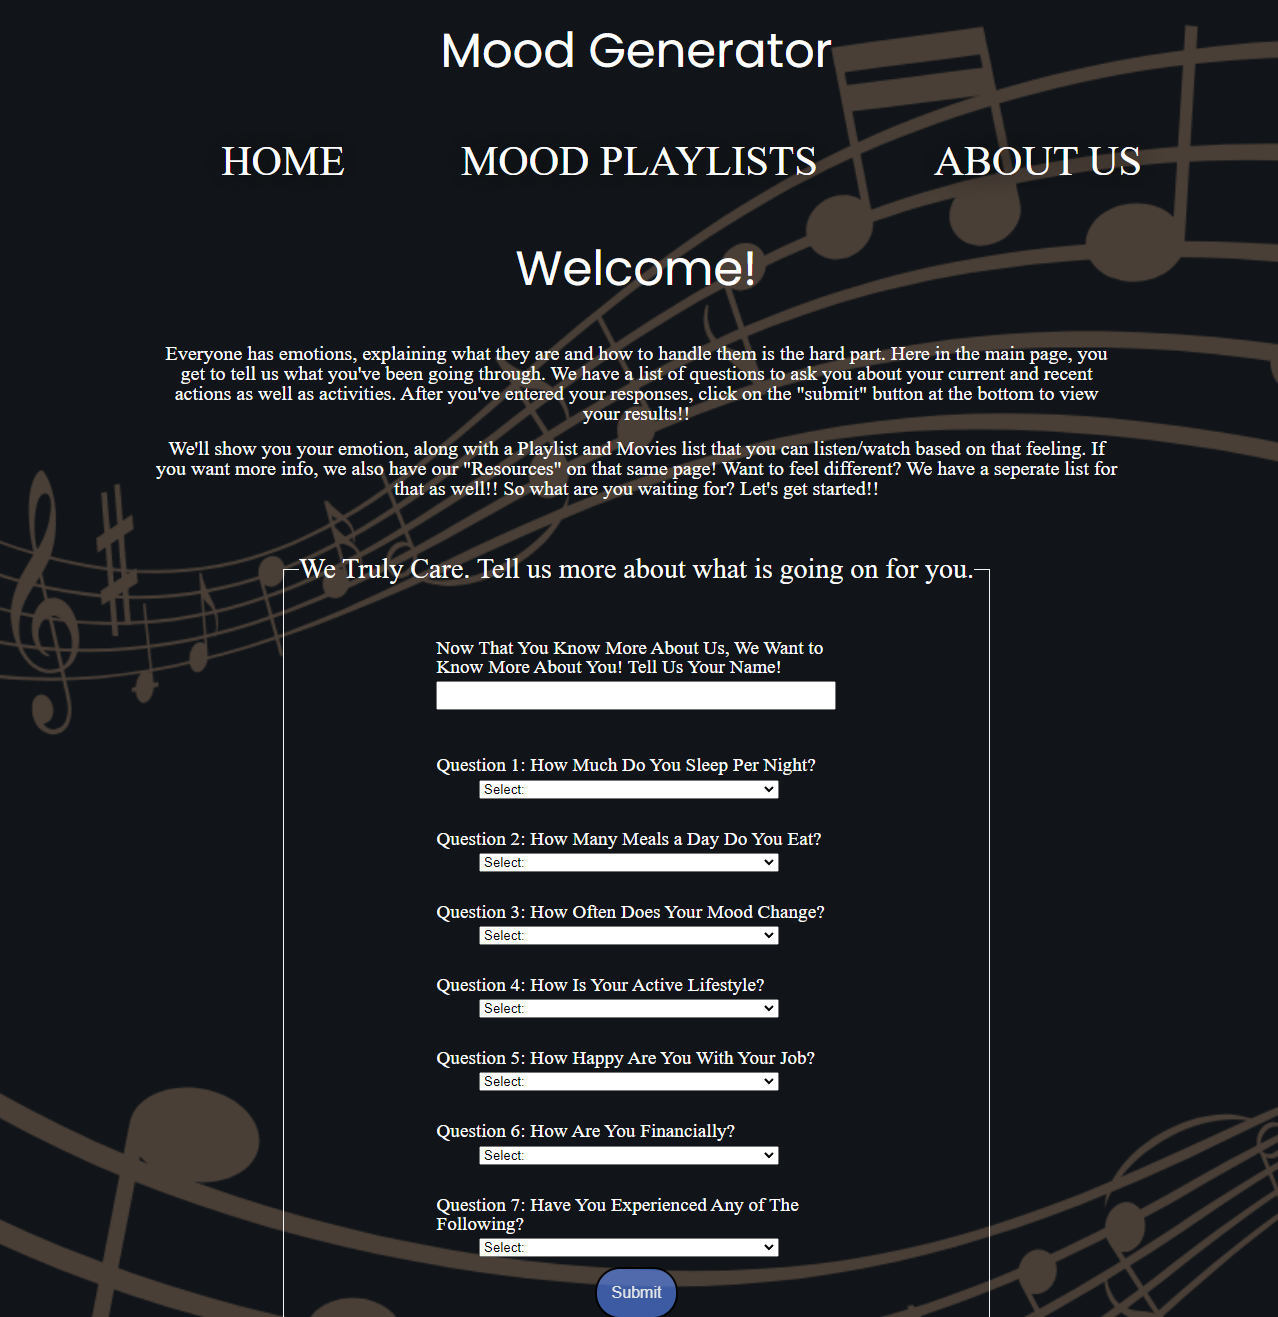 Mood Generator
HOME MOOD PLAYLISTS ABOUT US
Welcome!
Everyone has emotions, explaining what they are and how to handle them is the hard part. Here in the main page, you
get to tell us what you've been going through. We have a list of questions to ask you about your current and recent
actions as well as activities. After you've entered your responses, click on the "submit" button at the bottom to view
your results!!
We'll show you your emotion, along with a Playlist and Movies list that you can listen/watch based on that feeling. If
you want more info, we also have our "Resources" on that same page! Want to feel different? We have a seperate list for
that as well!! So what are you waiting for? Let's get started!!
We Truly Care. Tell us more about what is going on for you.
Now That You Know More About Us, We Want to
Know More About You! Tell Us Your Name!
Question 1: How Much Do You Sleep Per Night?
Select:
Question 2: How Many Meals a Day Do You Eat?
Select:
Question 3: How Often Does Your Mood Change?
Select:
Question 4: How Is Your Active Lifestyle?
Select:
Question 5: How Happy Are You With Your Job?
Select:
Question 6: How Are You Financially?
Select:
Question 7: Have You Experienced Any of The
Following?
Select:
Submit